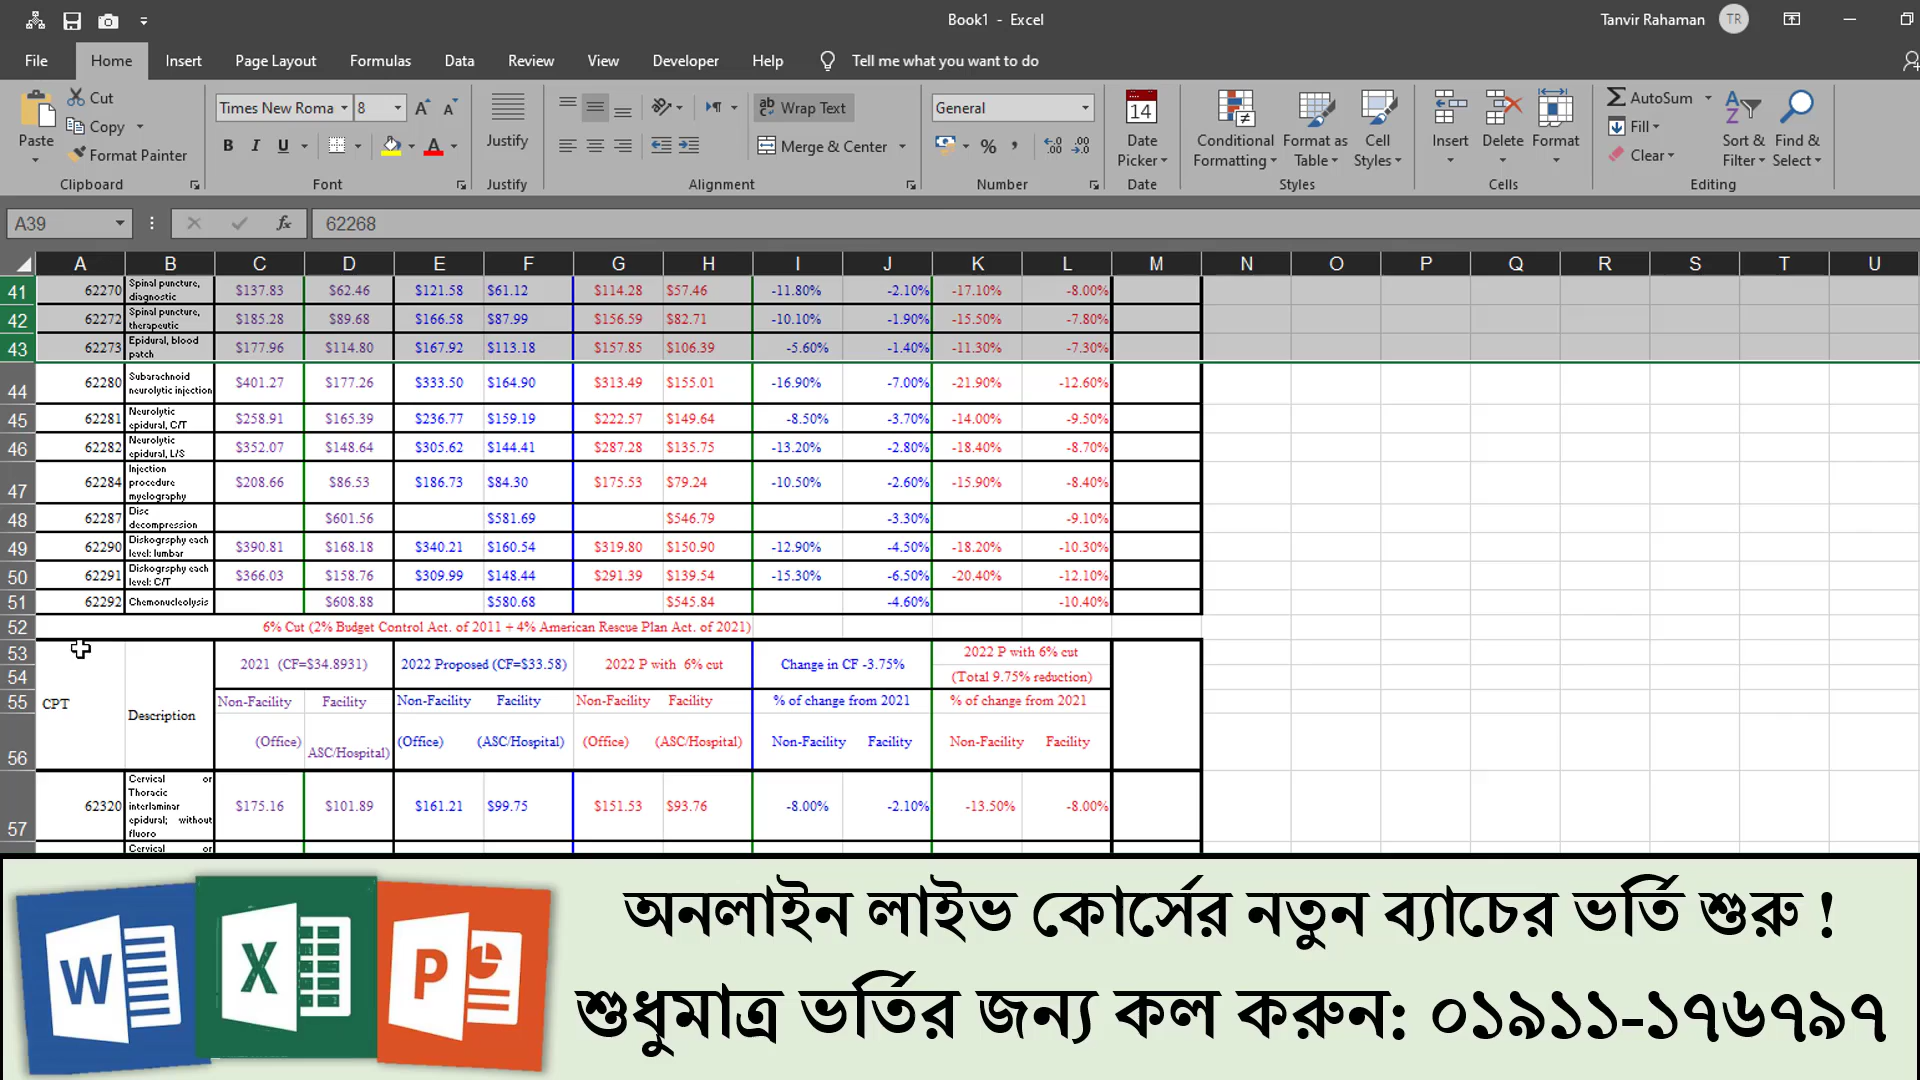 Book1 - Excel
Tanvir Rahaman TR
File Home Insert Page Layout Formulas Data Review View Developer Help Tell me what you want to do
Paste Cut Copy Format Painter Clipboard
Times New Roma 8 B I U Font
Justify Justify
Wrap Text Merge & Center Alignment
General % Number
14 Date Picker Date
Conditional Formatting Format as Table Cell Styles Styles
Insert Delete Format Cells
AutoSum Fill Clear Sort & Filter Find & Select Editing
A39 fx 62268
A B C D E F G H I J K L M N O P Q R S T U
41 62270 Spinal puncture, diagnostic $137.83 $62.46 $121.58 $61.12 $114.28 $57.46 -11.80% -2.10% -17.10% -8.00%
42 62272 Spinal puncture, therapeutic $185.28 $89.68 $166.58 $87.99 $156.59 $82.71 -10.10% -1.90% -15.50% -7.80%
43 62273 Epidural, blood patch $177.96 $114.80 $167.92 $113.18 $157.85 $106.39 -5.60% -1.40% -11.30% -7.30%
44 62280 Subarachnoid neurolytic injection $401.27 $177.26 $333.50 $164.90 $313.49 $155.01 -16.90% -7.00% -21.90% -12.60%
45 62281 Neurolytic epidural, C/T $258.91 $165.39 $236.77 $159.19 $222.57 $149.64 -8.50% -3.70% -14.00% -9.50%
46 62282 Neurolytic epidural, L/S $352.07 $148.64 $305.62 $144.41 $287.28 $135.75 -13.20% -2.80% -18.40% -8.70%
47 62284 Injection procedure myelography $208.66 $86.53 $186.73 $84.30 $175.53 $79.24 -10.50% -2.60% -15.90% -8.40%
48 62287 Disc decompression $601.56 $581.69 $546.79 -3.30% -9.10%
49 62290 Diskogrsphy each level: lumbar $390.81 $168.18 $340.21 $160.54 $319.80 $150.90 -12.90% -4.50% -18.20% -10.30%
50 62291 Diskogrsphy each level: C/T $366.03 $158.76 $309.99 $148.44 $291.39 $139.54 -15.30% -6.50% -20.40% -12.10%
51 62292 Chemonucleolysis $608.88 $580.68 $545.84 -4.60% -10.40%
52 6% Cut (2% Budget Control Act. of 2011 + 4% American Rescue Plan Act. of 2021)
53 2021 (CF=$34.8931) 2022 Proposed (CF=$33.58) 2022 P with 6% cut Change in CF -3.75% 2022 P with 6% cut
54 (Total 9.75% reduction)
55 CPT Description Non-Facility Facility Non-Facility Facility Non-Facility Facility % of change from 2021 % of change from 2021
56 (Office) ASC/Hospital) (Office) (ASC/Hospital) (Office) (ASC/Hospital) Non-Facility Facility Non-Facility Facility
57 62320 Cervical or Thoracic interlaminar epidural; without fluoro $175.16 $101.89 $161.21 $99.75 $151.53 $93.76 -8.00% -2.10% -13.50% -8.00%
Cervical or
W X P
অনলাইন লাইভ কোর্সের নতুন ব্যাচের ভর্তি শুরু !
শুধুমাত্র ভর্তির জন্য কল করুন: ০১৯১১-১৭৬৭৯৭